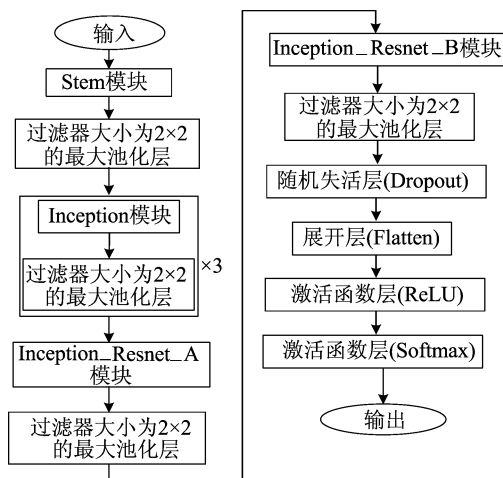 输入
Stem模块
过滤器大小为2×2
的最大池化层
Inception模块
过滤器大小为2×2
的最大池化层
×3
Inception_Resnet_A
模块
过滤器大小为2×2
的最大池化层
Inception_Resnet_B模块
过滤器大小为2×2
的最大池化层
随机失活层(Dropout)
展开层(Flatten)
激活函数层(ReLU)
激活函数层(Softmax)
输出